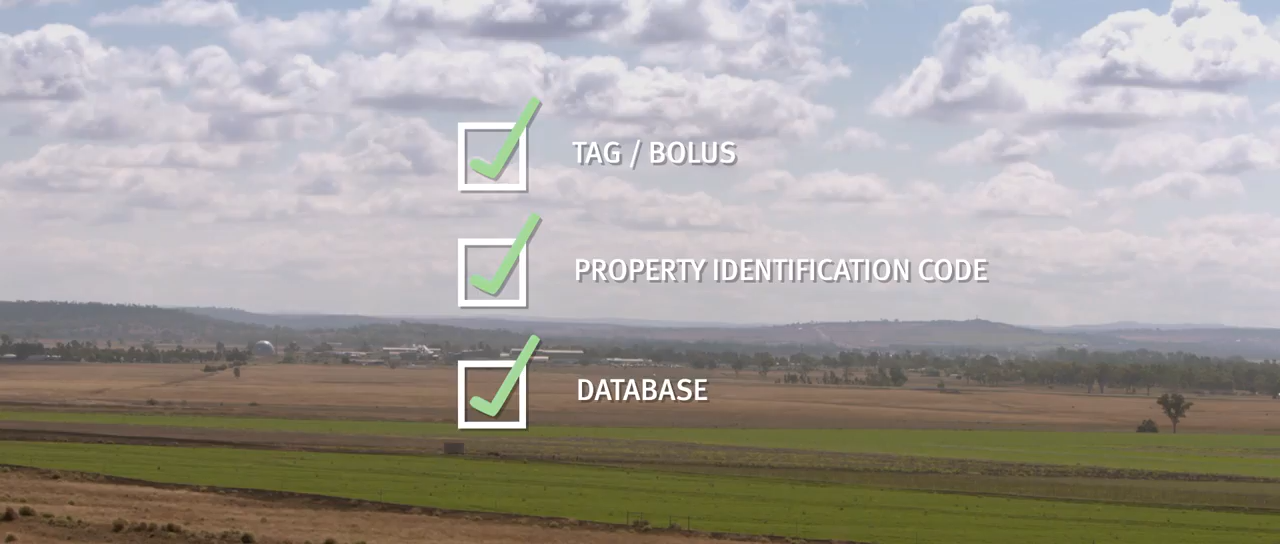 TAG / BOLUS
PROPERTY IDENTIFICATION CODE
DATABASE